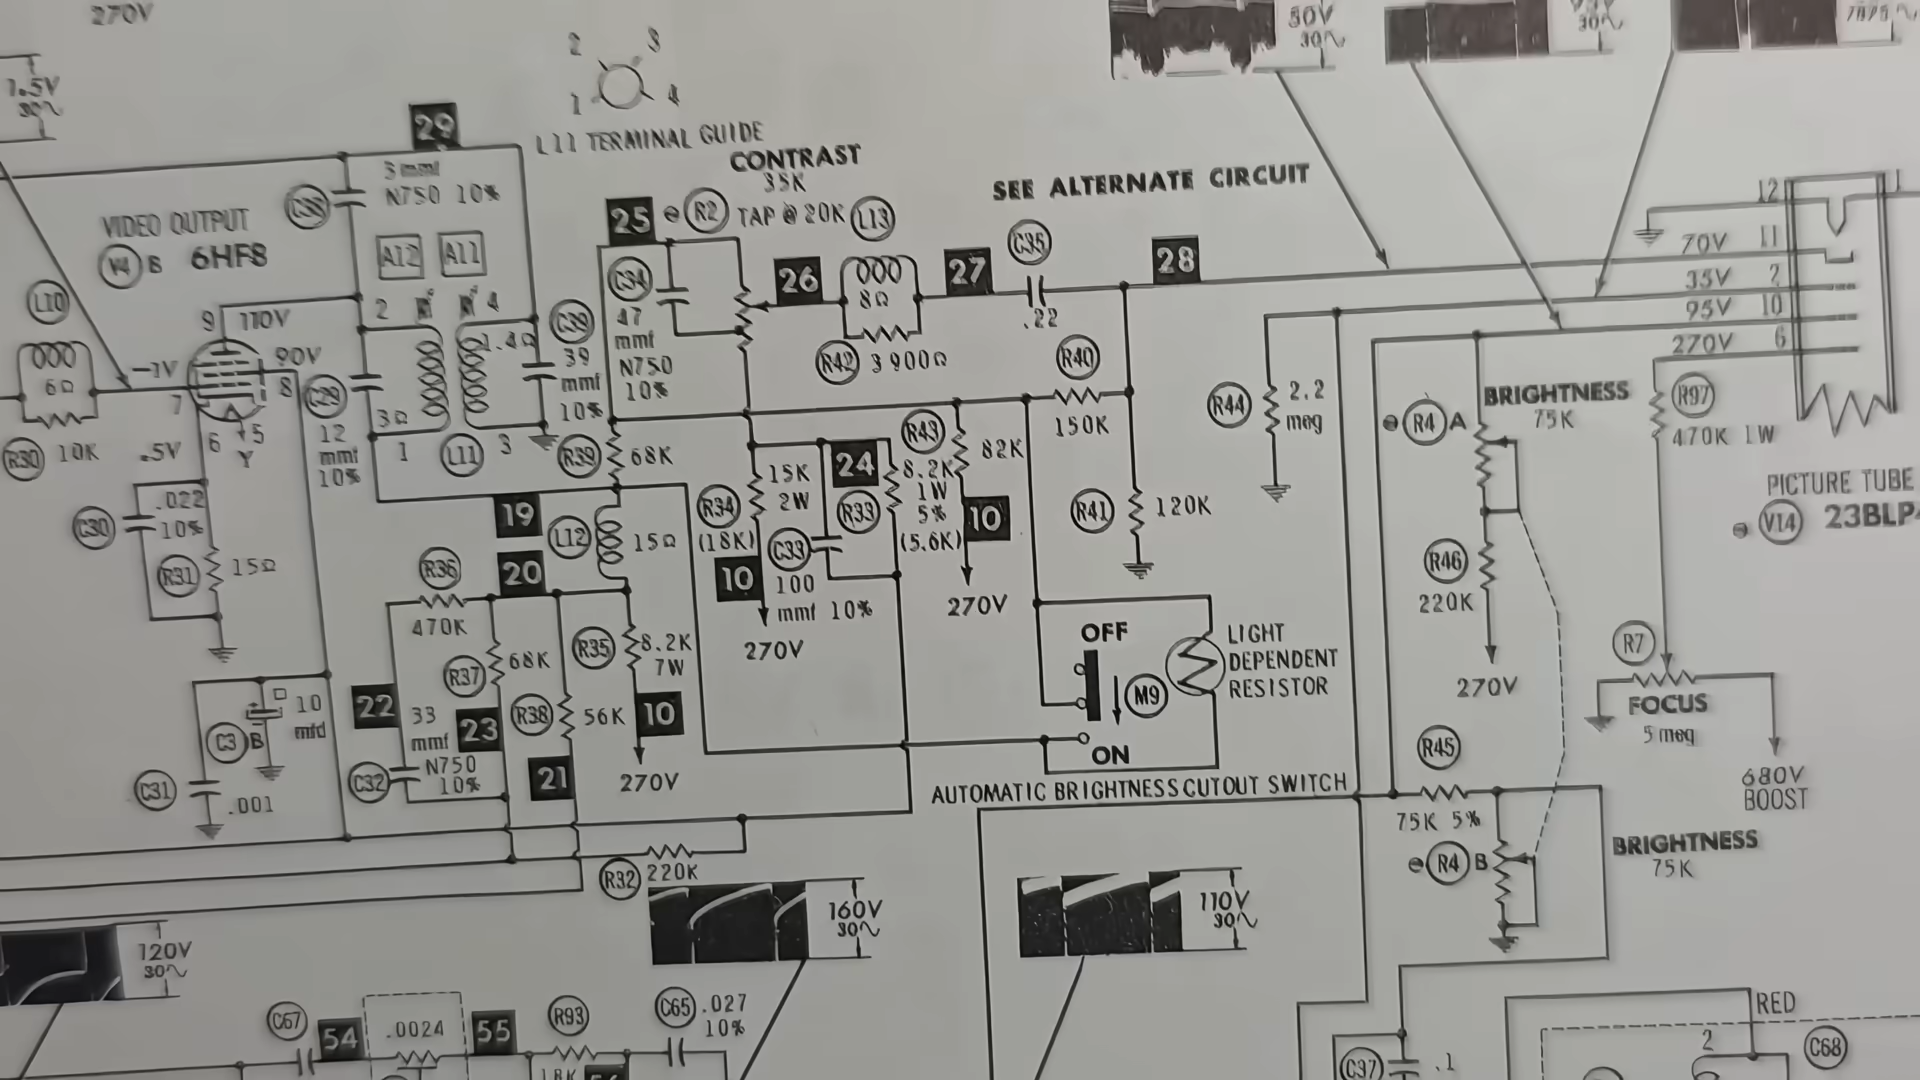 270V
1.5V
30∿
2
3
1
4
L11 TERMINAL GUIDE
50V
30∿
30∿
29
3 mmf
N750 10%
VIDEO OUTPUT
V4 B 6HF8
A12
A11
CONTRAST
35K
25
R2
TAP @ 20K
L13
SEE ALTERNATE CIRCUIT
C34
47
mmf
N750
10%
26
8Ω
R42 3900Ω
27
C35
.22
28
12
1
70V 11
35V 2
95V 10
270V 6
L10
6Ω
R30 10K
9
110V
-1V
7
90V
8
6
5
Y
.5V
2
4
1.4Ω
C39
39
mmf
10%
C29
12
mmf
10%
3Ω
1
L11
3
R39
68K
R40
150K
R43
82K
R44
2.2
meg
R4 A
BRIGHTNESS
75K
R97
470K 1W
PICTURE TUBE
V14
C30
.022
10%
R31
15Ω
19
L12
15Ω
20
R34
15K
2W
(18K)
10
24
R33
8.2K
1W
5%
(5.6K)
C33
100
mmf 10%
270V
10
270V
R41
120K
R46
220K
270V
R36
470K
R37
68K
R35
8.2K
7W
R38
56K
10
270V
OFF
ON
M9
LIGHT
DEPENDENT
RESISTOR
AUTOMATIC BRIGHTNESS CUTOUT SWITCH
R7
FOCUS
5 meg
680V
BOOST
C3 B
10
mfd
C31
.001
22
33
mmf
N750
10%
C32
23
21
R45
75K 5%
R4 B
BRIGHTNESS
75K
R32
220K
160V
30∿
110V
30∿
120V
30∿
C67
54
.0024
55
R93
C65
.027
10%
RED
2
C68
C97
.1